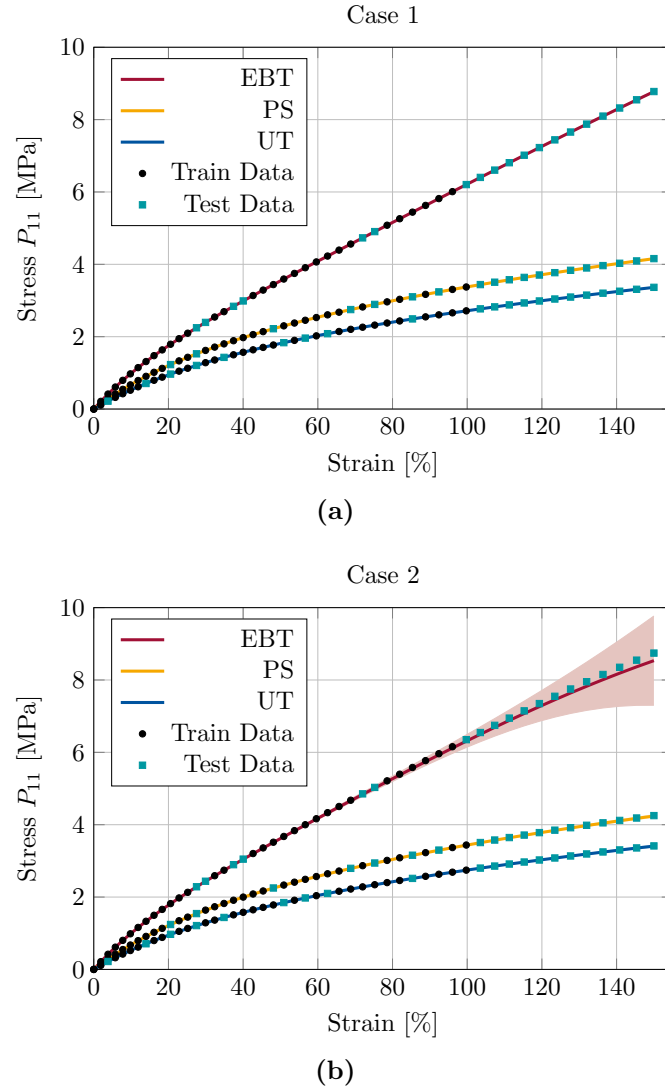 Case 1
10
8
6
4
2
0
Stress P₁₁ [MPa]
EBT
PS
UT
Train Data
Test Data
0 20 40 60 80 100 120 140
Strain [%]
(a)
Case 2
10
8
6
4
2
0
Stress P₁₁ [MPa]
EBT
PS
UT
Train Data
Test Data
0 20 40 60 80 100 120 140
Strain [%]
(b)